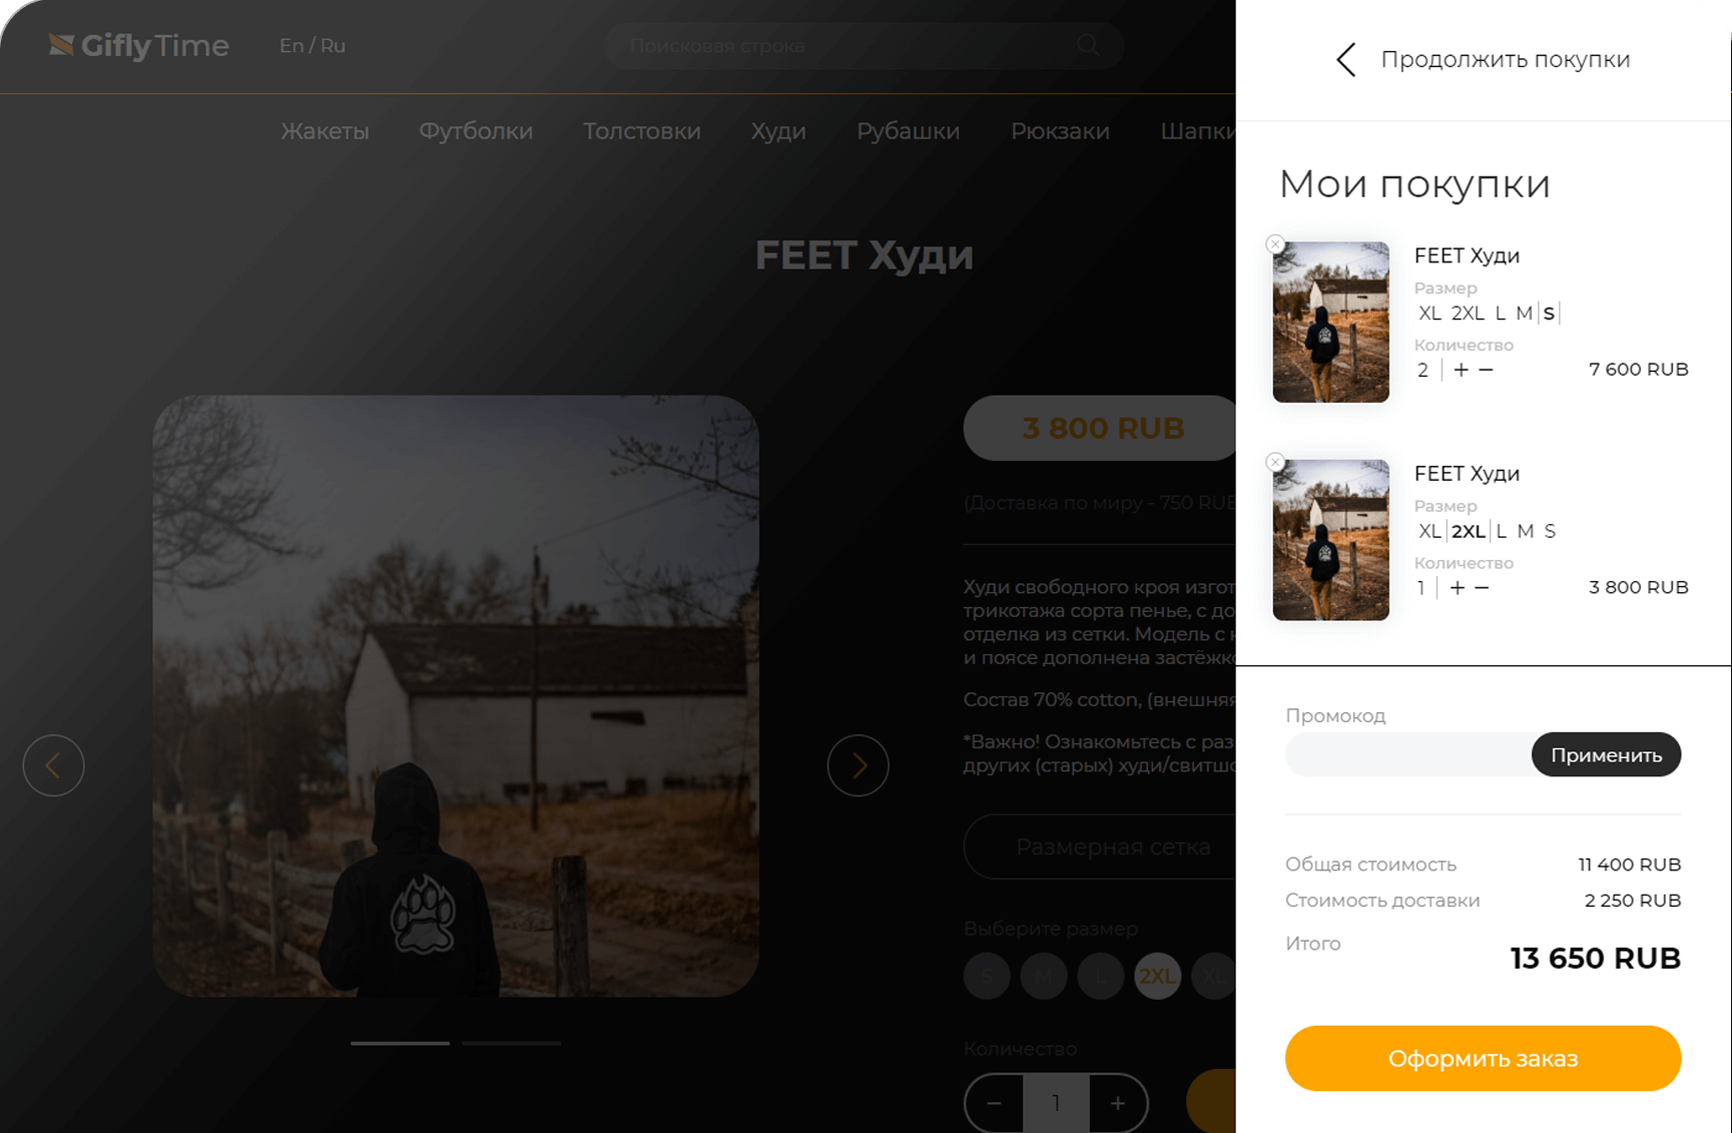 Gifly Time
En / Ru
Поисковая строка
Жакеты Футболки Толстовки Худи Рубашки Рюкзаки Шапки
FEET Худи
3 800 RUB
(Доставка по миру - 750 RUB
Худи свободного кроя изгот
трикотажа сорта пенье, с до
отделка из сетки. Модель с
и поясе дополнена застёжко
Состав 70% cotton, (внешняя
*Важно! Ознакомьтесь с раз
других (старых) худи/свитшо
Размерная сетка
Выберите размер
S M L 2XL XL
Количество
− 1 +
Продолжить покупки
Мои покупки
FEET Худи
Размер
XL 2XL L M S
Количество
2 + −
7 600 RUB
FEET Худи
Размер
XL 2XL L M S
Количество
1 + −
3 800 RUB
Промокод
Применить
Общая стоимость 11 400 RUB
Стоимость доставки 2 250 RUB
Итого 13 650 RUB
Оформить заказ